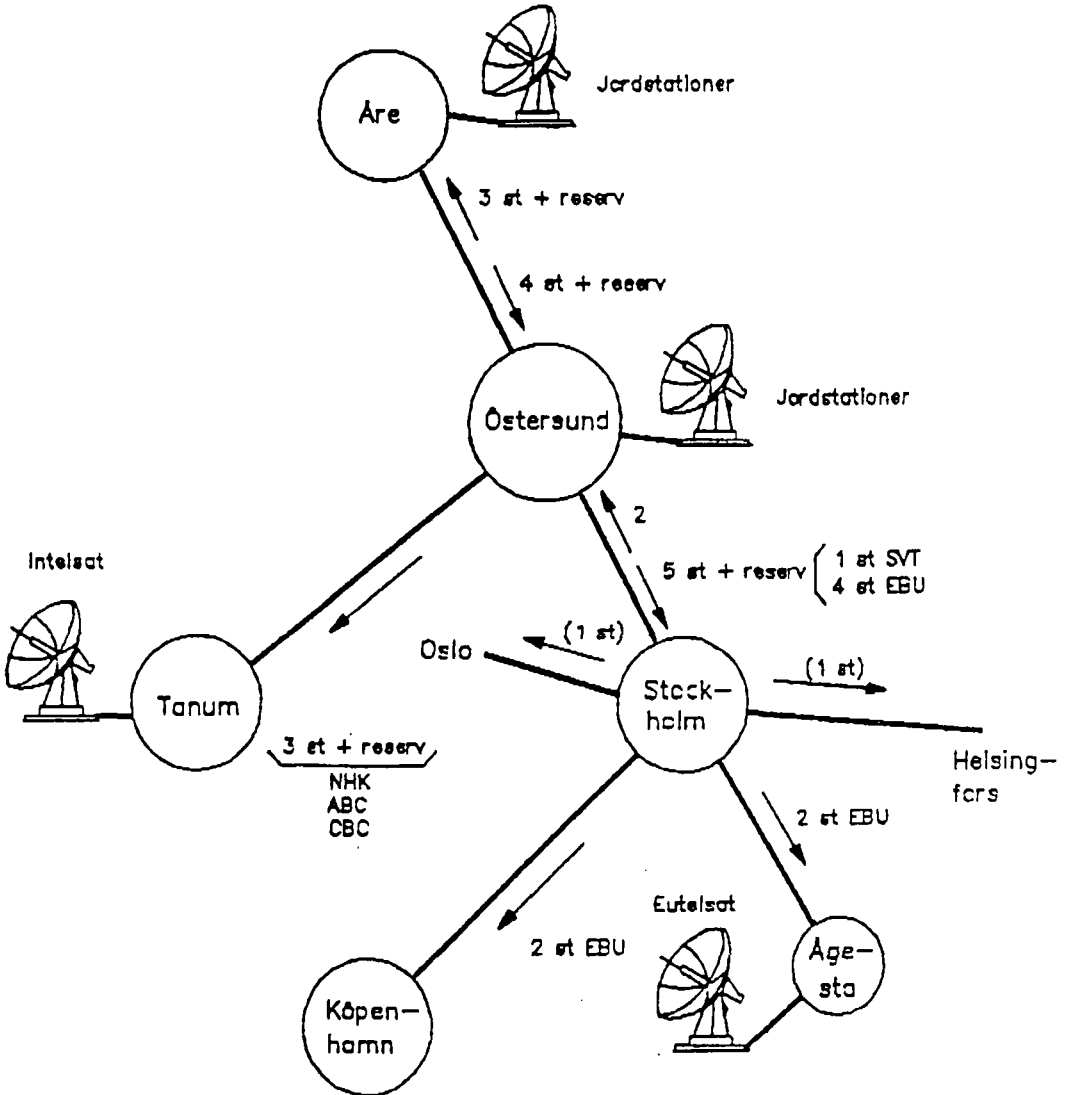 Åre
Jordstationer
3 st + reserv
4 st + reserv
Östersund
Jordstationer
2
5 st + reserv
1 st SVT
4 st EBU
Intelsat
Oslo
(1 st)
(1 st)
Tanum
Stock-
holm
3 st + reserv
NHK
ABC
CBC
Helsing-
fors
2 st EBU
Eutelsat
2 st EBU
Åge-
sta
Köpen-
hamn